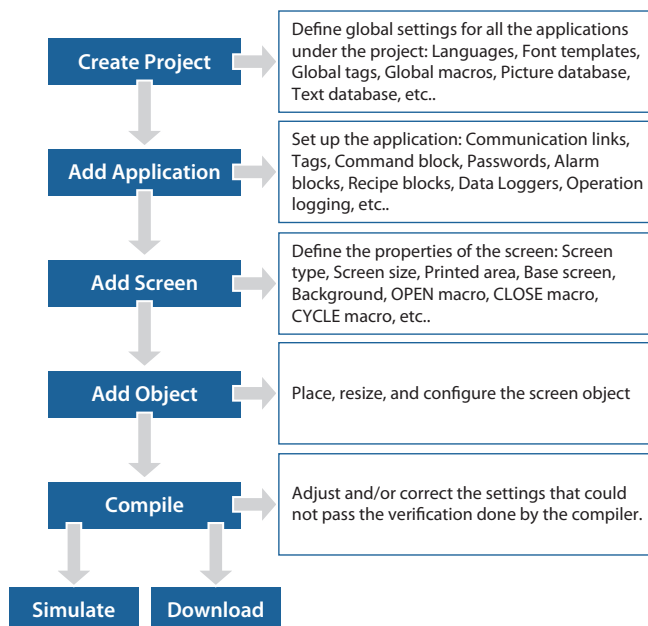 Create Project
Define global settings for all the applications
under the project: Languages, Font templates,
Global tags, Global macros, Picture database,
Text database, etc..
Add Application
Set up the application: Communication links,
Tags, Command block, Passwords, Alarm
blocks, Recipe blocks, Data Loggers, Operation
logging, etc..
Add Screen
Define the properties of the screen: Screen
type, Screen size, Printed area, Base screen,
Background, OPEN macro, CLOSE macro,
CYCLE macro, etc..
Add Object
Place, resize, and configure the screen object
Compile
Adjust and/or correct the settings that could
not pass the verification done by the compiler.
Simulate
Download